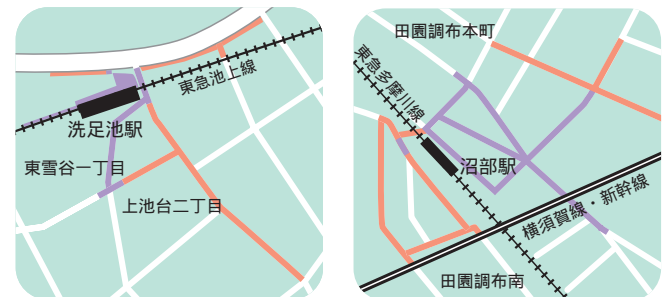 東急池上線
洗足池駅
東雪谷一丁目
上池台二丁目
田園調布本町
東急多摩川線
沼部駅
横須賀線・新幹線
田園調布南